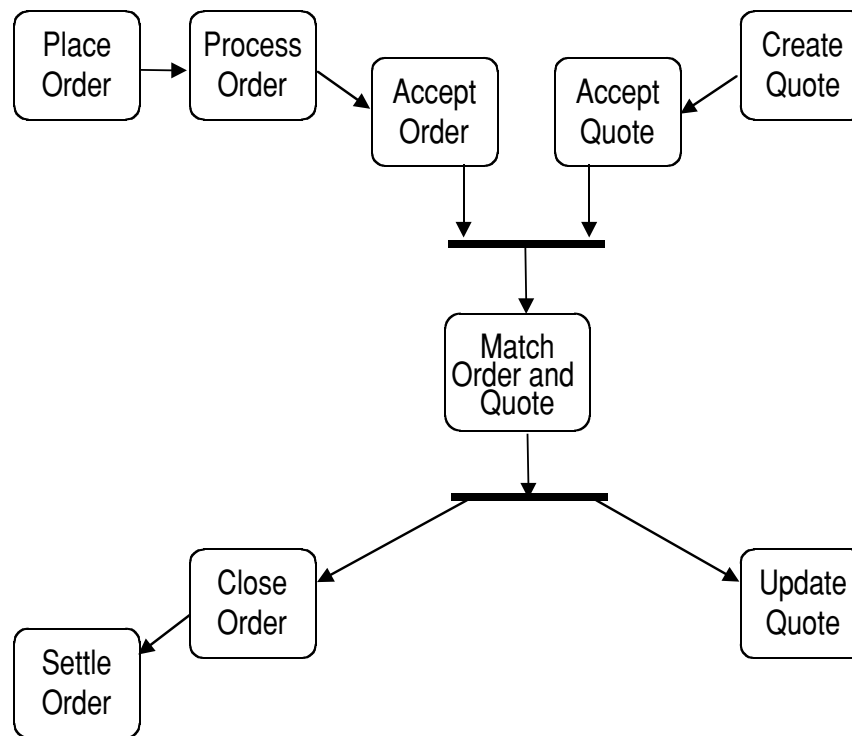 Place
Order
Process
Order
Accept
Order
Accept
Quote
Create
Quote
Match
Order and
Quote
Close
Order
Update
Quote
Settle
Order